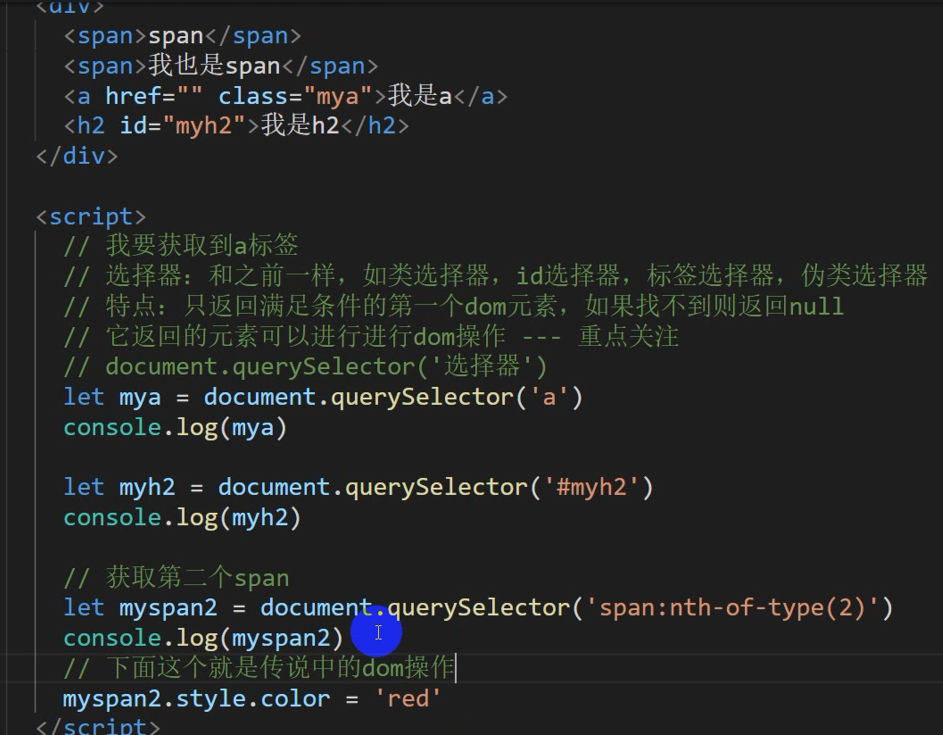 <div>
<span>span</span>
<span>我也是span</span>
<a href="" class="mya">我是a</a>
<h2 id="myh2">我是h2</h2>
</div>
<script>
// 我要获取到a标签
// 选择器：和之前一样，如类选择器，id选择器，标签选择器，伪类选择器
// 特点：只返回满足条件的第一个dom元素，如果找不到则返回null
// 它返回的元素可以进行进行dom操作 --- 重点关注
// document.querySelector('选择器')
let mya = document.querySelector('a')
console.log(mya)
let myh2 = document.querySelector('#myh2')
console.log(myh2)
// 获取第二个span
let myspan2 = document.querySelector('span:nth-of-type(2)')
console.log(myspan2)
// 下面这个就是传说中的dom操作
myspan2.style.color = 'red'
</script>